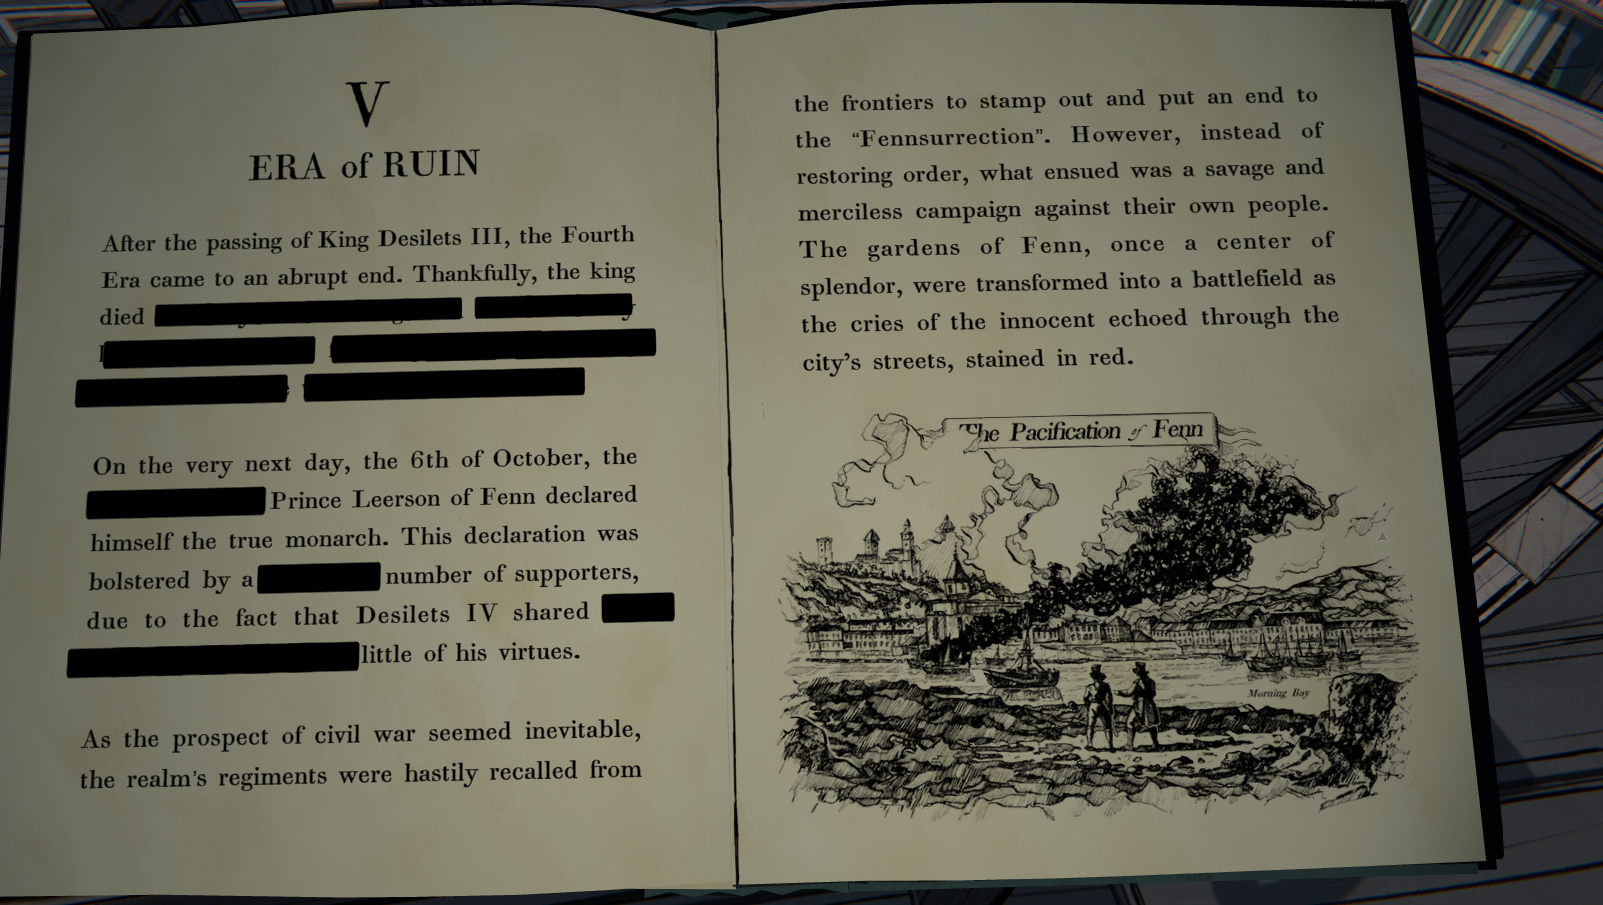 V
ERA of RUIN
After the passing of King Desilets III, the Fourth
Era came to an abrupt end. Thankfully, the king
died
On the very next day, the 6th of October, the
Prince Leerson of Fenn declared
himself the true monarch. This declaration was
bolstered by a number of supporters,
due to the fact that Desilets IV shared
little of his virtues.
As the prospect of civil war seemed inevitable,
the realm's regiments were hastily recalled from
the frontiers to stamp out and put an end to
the “Fennsurrection”. However, instead of
restoring order, what ensued was a savage and
merciless campaign against their own people.
The gardens of Fenn, once a center of
splendor, were transformed into a battlefield as
the cries of the innocent echoed through the
city's streets, stained in red.
The Pacification of Fenn
Morning Bay